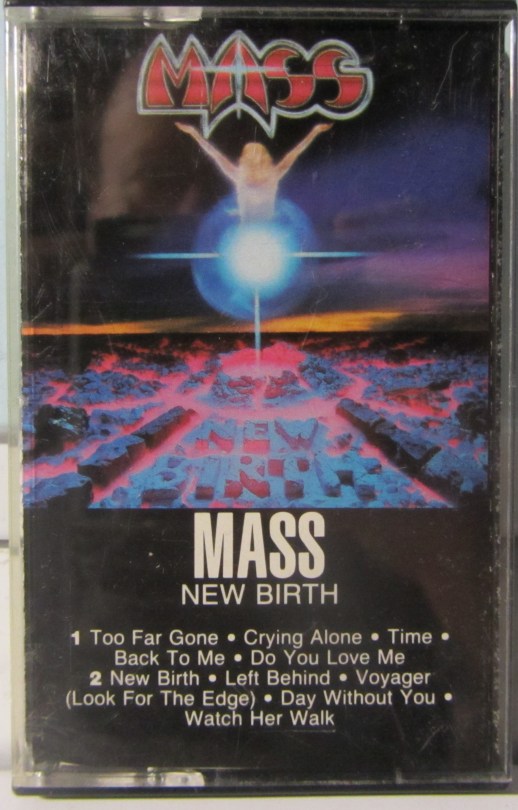 MASS
NEW
BIRTH
MASS
NEW BIRTH
1 Too Far Gone • Crying Alone • Time •
Back To Me • Do You Love Me
2 New Birth • Left Behind • Voyager
(Look For The Edge) • Day Without You •
Watch Her Walk